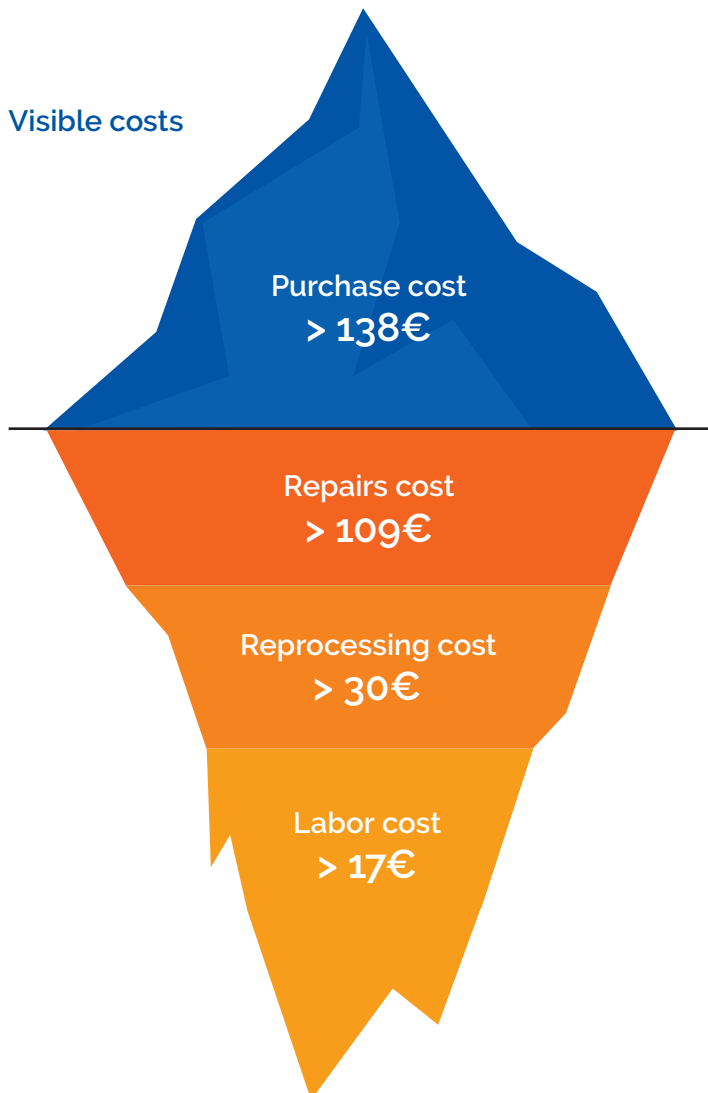 Visible costs
Purchase cost
> 138€
Repairs cost
> 109€
Reprocessing cost
> 30€
Labor cost
> 17€